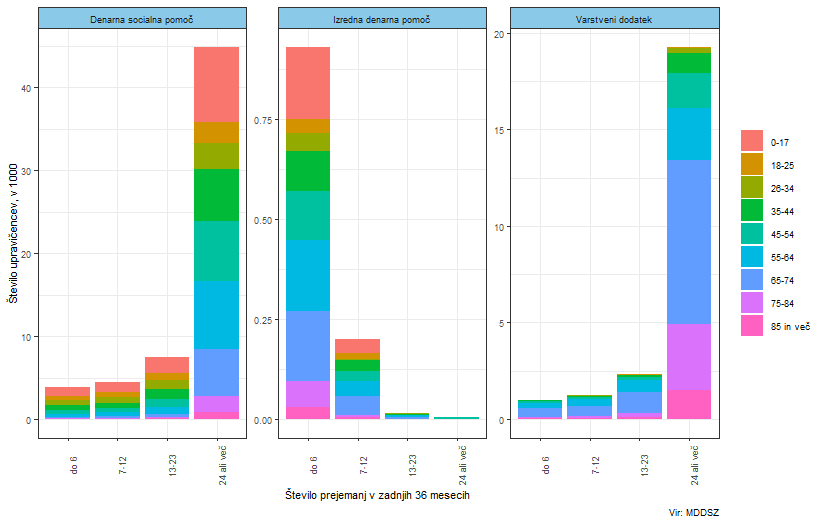 Denarna socialna pomoč
Izredna denarna pomoč
Varstveni dodatek
Število upravičencev, v 1000
40
30
20
10
0
0.75
0.50
0.25
0.00
20
15
10
5
0
do 6
7-12
13-23
24 ali več
do 6
7-12
13-23
24 ali več
do 6
7-12
13-23
24 ali več
Število prejemanj v zadnjih 36 mesecih
0-17
18-25
26-34
35-44
45-54
55-64
65-74
75-84
85 in več
Vir: MDDSZ